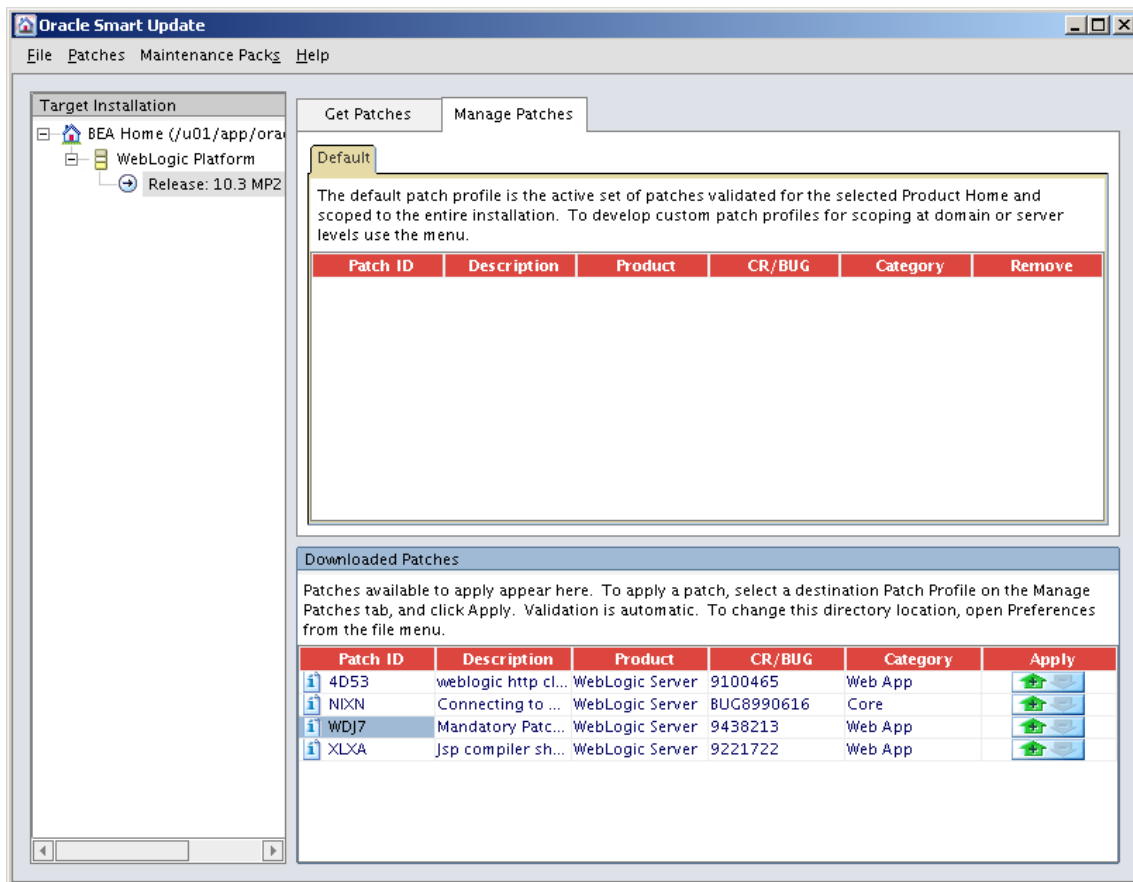 Oracle Smart Update
File Patches Maintenance Packs Help
Target Installation
BEA Home (/u01/app/ora
WebLogic Platform
Release: 10.3 MP2
Get Patches Manage Patches
Default
The default patch profile is the active set of patches validated for the selected Product Home and
scoped to the entire installation. To develop custom patch profiles for scoping at domain or server
levels use the menu.
Patch ID Description Product CR/BUG Category Remove
Downloaded Patches
Patches available to apply appear here. To apply a patch, select a destination Patch Profile on the Manage
Patches tab, and click Apply. Validation is automatic. To change this directory location, open Preferences
from the file menu.
Patch ID Description Product CR/BUG Category Apply
4D53 weblogic http cl... WebLogic Server 9100465 Web App
NIXN Connecting to ... WebLogic Server BUG8990616 Core
WDJ7 Mandatory Patc... WebLogic Server 9438213 Web App
XLXA Jsp compiler sh... WebLogic Server 9221722 Web App